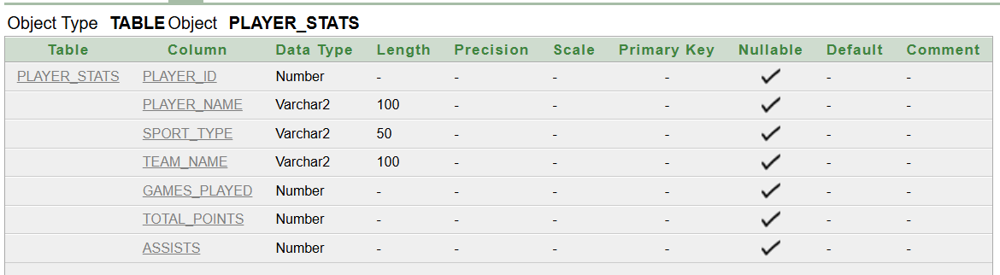 Object Type TABLE Object PLAYER_STATS
Table Column Data Type Length Precision Scale Primary Key Nullable Default Comment
PLAYER_STATS PLAYER_ID Number - - - - - -
PLAYER_NAME Varchar2 100 - - - - -
SPORT_TYPE Varchar2 50 - - - - -
TEAM_NAME Varchar2 100 - - - - -
GAMES_PLAYED Number - - - - - -
TOTAL_POINTS Number - - - - - -
ASSISTS Number - - - - - -